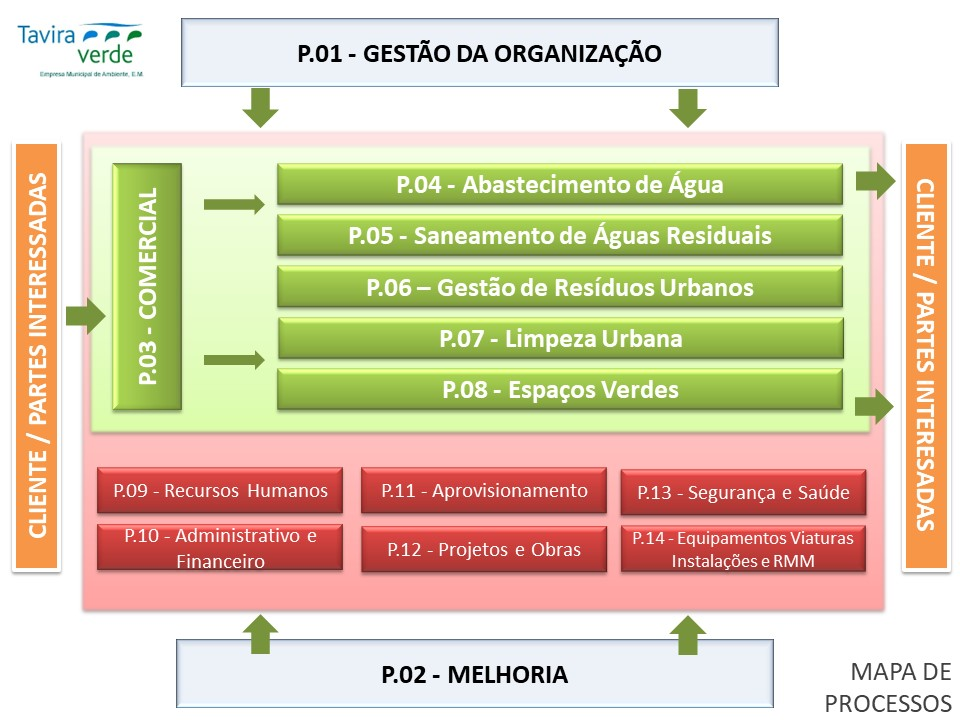 Tavira
verde
Empresa Municipal de Ambiente, E.M.
P.01 - GESTÃO DA ORGANIZAÇÃO
CLIENTE / PARTES INTERESSADAS
P.03 - COMERCIAL
P.04 - Abastecimento de Água
P.05 - Saneamento de Águas Residuais
P.06 – Gestão de Resíduos Urbanos
P.07 - Limpeza Urbana
P.08 - Espaços Verdes
CLIENTE / PARTES INTERESADAS
P.09 - Recursos Humanos
P.11 - Aprovisionamento
P.13 - Segurança e Saúde
P.10 - Administrativo e
Financeiro
P.12 - Projetos e Obras
P.14 - Equipamentos Viaturas
Instalações e RMM
P.02 - MELHORIA
MAPA DE
PROCESSOS